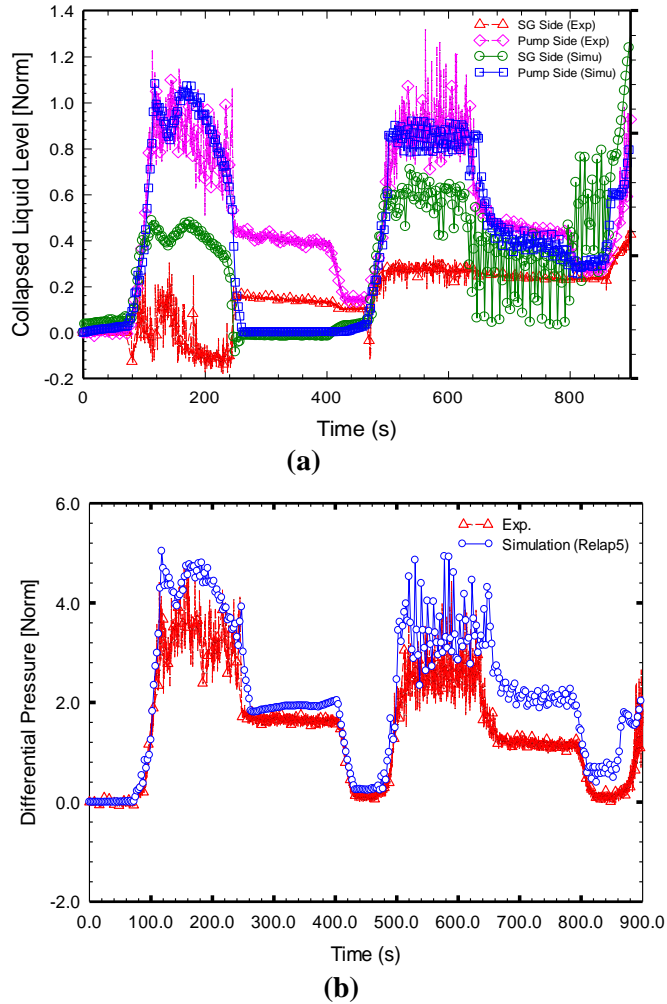 1.4
1.2
1.0
0.8
0.6
0.4
0.2
0.0
-0.2
Collapsed Liquid Level [Norm]
SG Side (Exp)
Pump Side (Exp)
SG Side (Simu)
Pump Side (Simu)
0 200 400 600 800
Time (s)
(a)
6.0
4.0
2.0
0.0
-2.0
Differential Pressure [Norm]
Exp.
Simulation (Relap5)
0.0 100.0 200.0 300.0 400.0 500.0 600.0 700.0 800.0 900.0
Time (s)
(b)